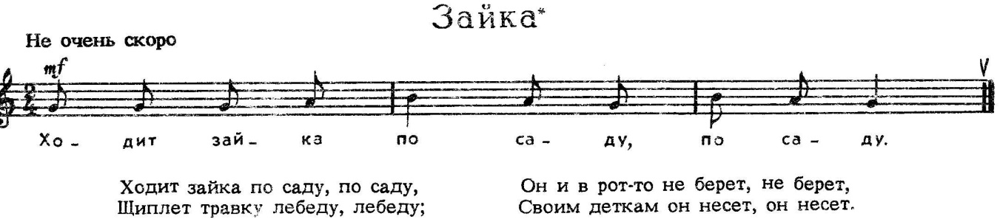 Зайка*
Не очень скоро
mf
2/4
Хо - дит зай - ка по са - ду, по са - ду.
Ходит зайка по саду, по саду,
Щиплет травку лебеду, лебеду;
Он и в рот-то не берет, не берет,
Своим деткам он несет, он несет.